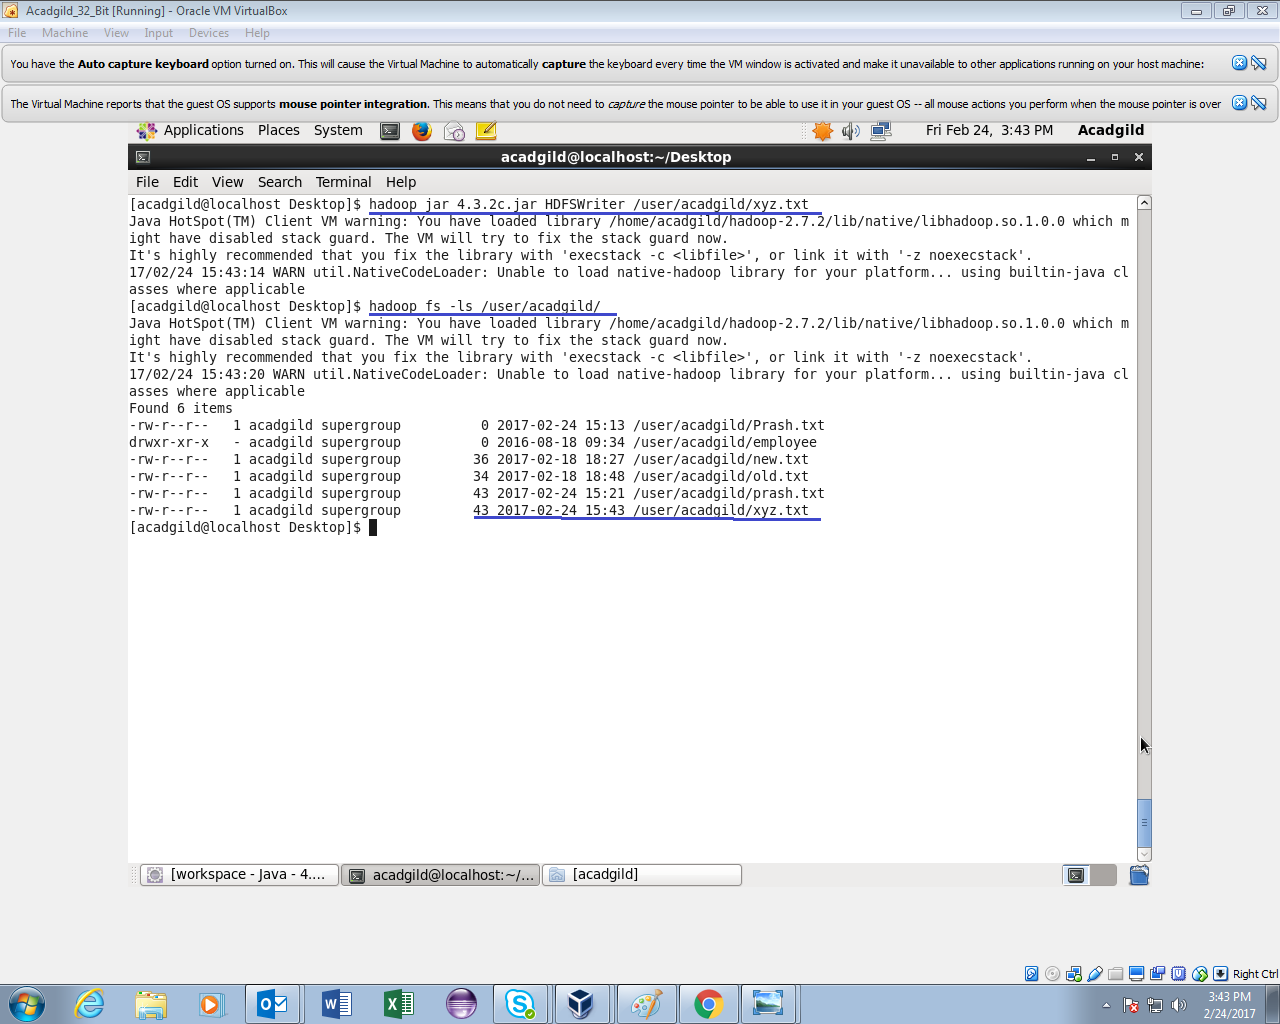 Acadgild_32_Bit [Running] - Oracle VM VirtualBox
File Machine View Input Devices Help
You have the Auto capture keyboard option turned on. This will cause the Virtual Machine to automatically capture the keyboard every time the VM window is activated and make it unavailable to other applications running on your host machine:
The Virtual Machine reports that the guest OS supports mouse pointer integration. This means that you do not need to capture the mouse pointer to be able to use it in your guest OS -- all mouse actions you perform when the mouse pointer is over
Applications Places System Fri Feb 24, 3:43 PM Acadgild
acadgild@localhost:~/Desktop
File Edit View Search Terminal Help
[acadgild@localhost Desktop]$ hadoop jar 4.3.2c.jar HDFSWriter /user/acadgild/xyz.txt
Java HotSpot(TM) Client VM warning: You have loaded library /home/acadgild/hadoop-2.7.2/lib/native/libhadoop.so.1.0.0 which m
ight have disabled stack guard. The VM will try to fix the stack guard now.
It's highly recommended that you fix the library with 'execstack -c <libfile>', or link it with '-z noexecstack'.
17/02/24 15:43:14 WARN util.NativeCodeLoader: Unable to load native-hadoop library for your platform... using builtin-java cl
asses where applicable
[acadgild@localhost Desktop]$ hadoop fs -ls /user/acadgild/
Java HotSpot(TM) Client VM warning: You have loaded library /home/acadgild/hadoop-2.7.2/lib/native/libhadoop.so.1.0.0 which m
ight have disabled stack guard. The VM will try to fix the stack guard now.
It's highly recommended that you fix the library with 'execstack -c <libfile>', or link it with '-z noexecstack'.
17/02/24 15:43:20 WARN util.NativeCodeLoader: Unable to load native-hadoop library for your platform... using builtin-java cl
asses where applicable
Found 6 items
-rw-r--r--   1 acadgild supergroup          0 2017-02-24 15:13 /user/acadgild/Prash.txt
drwxr-xr-x   - acadgild supergroup          0 2016-08-18 09:34 /user/acadgild/employee
-rw-r--r--   1 acadgild supergroup         36 2017-02-18 18:27 /user/acadgild/new.txt
-rw-r--r--   1 acadgild supergroup         34 2017-02-18 18:48 /user/acadgild/old.txt
-rw-r--r--   1 acadgild supergroup         43 2017-02-24 15:21 /user/acadgild/prash.txt
-rw-r--r--   1 acadgild supergroup         43 2017-02-24 15:43 /user/acadgild/xyz.txt
[acadgild@localhost Desktop]$
[workspace - Java - 4.... acadgild@localhost:~/... [acadgild]
Right Ctrl
3:43 PM
2/24/2017